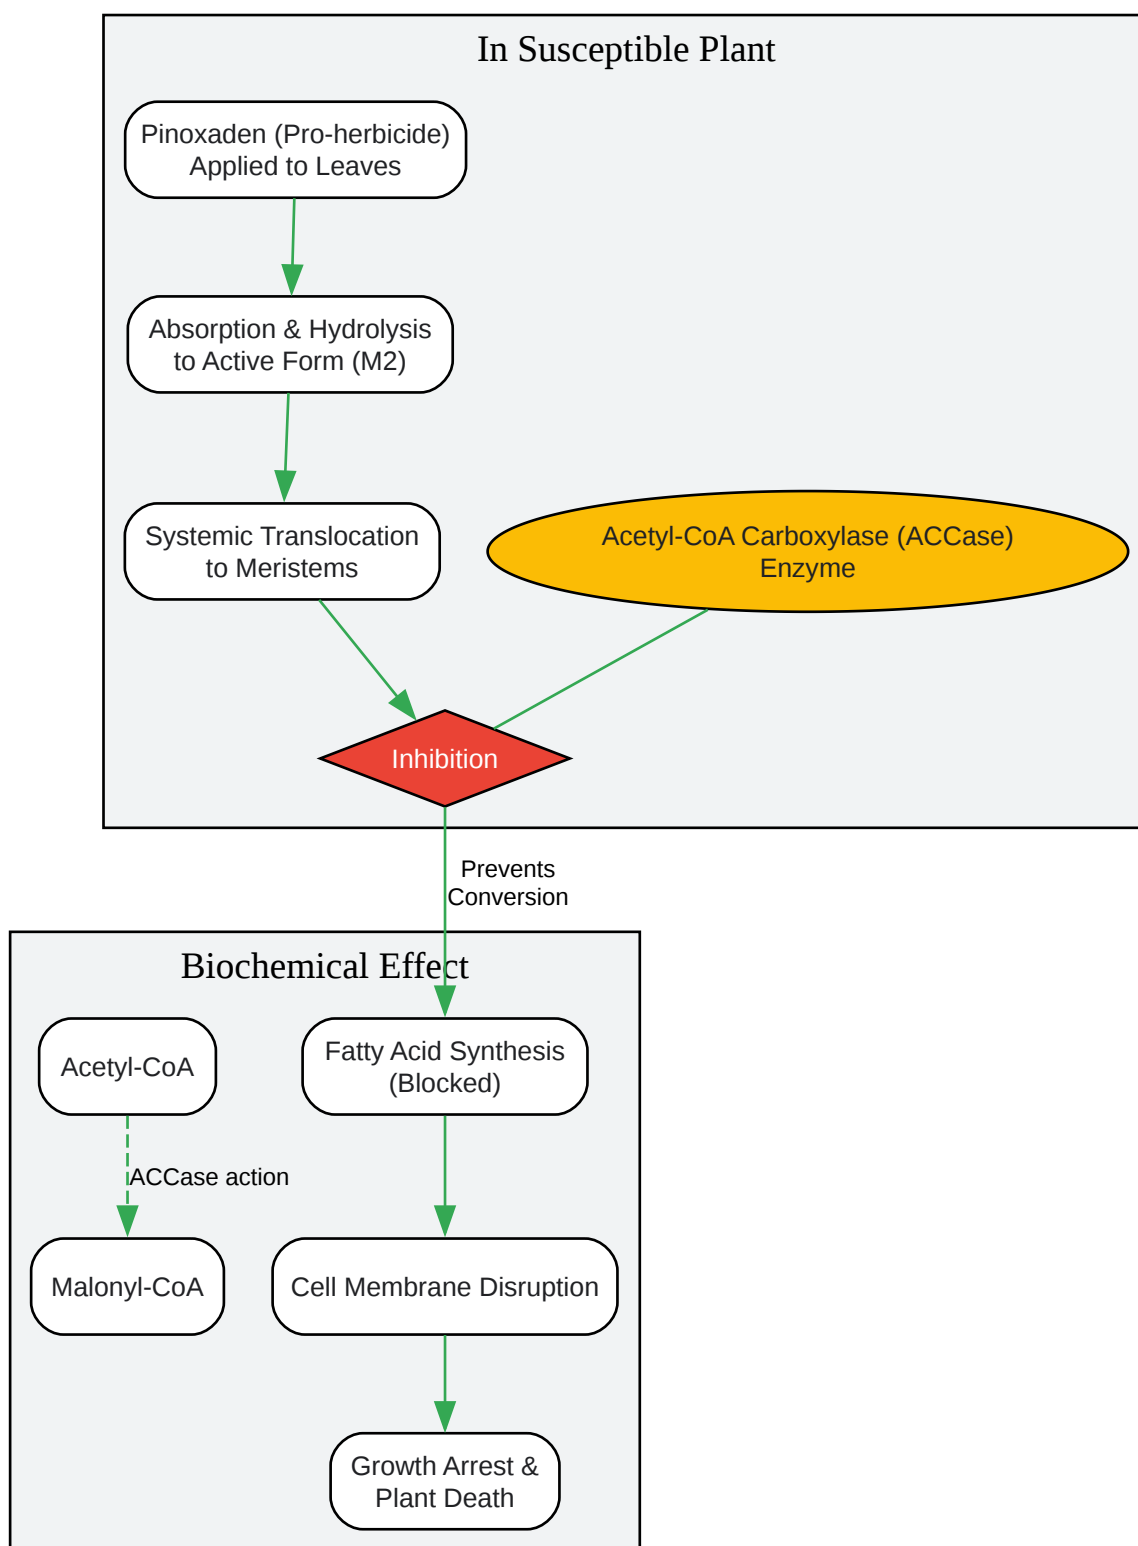 In Susceptible Plant
Pinoxaden (Pro-herbicide)
Applied to Leaves
Absorption & Hydrolysis
to Active Form (M2)
Systemic Translocation
to Meristems
Acetyl-CoA Carboxylase (ACCase)
Enzyme
Inhibition
Prevents
Conversion
Biochemical Effect
Acetyl-CoA
Fatty Acid Synthesis
(Blocked)
ACCase action
Malonyl-CoA
Cell Membrane Disruption
Growth Arrest &
Plant Death